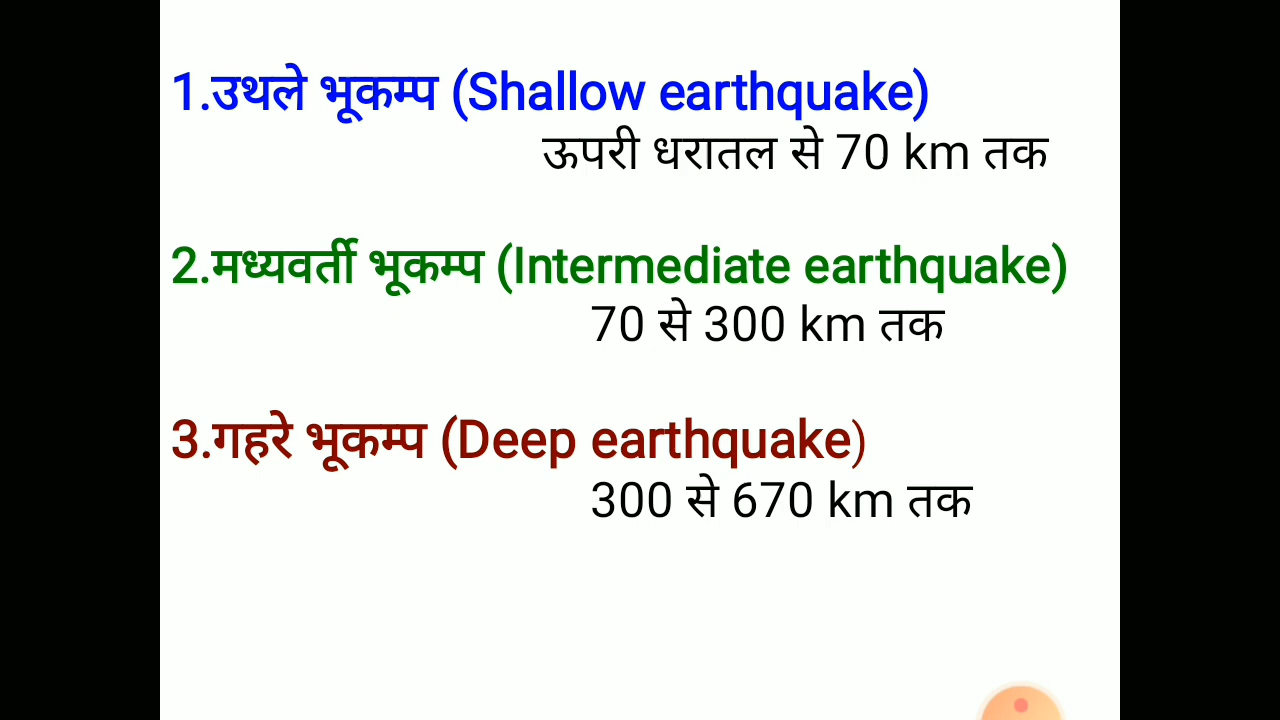 1.उथले भूकम्प (Shallow earthquake)
ऊपरी धरातल से 70 km तक
2.मध्यवर्ती भूकम्प (Intermediate earthquake)
70 से 300 km तक
3.गहरे भूकम्प (Deep earthquake)
300 से 670 km तक